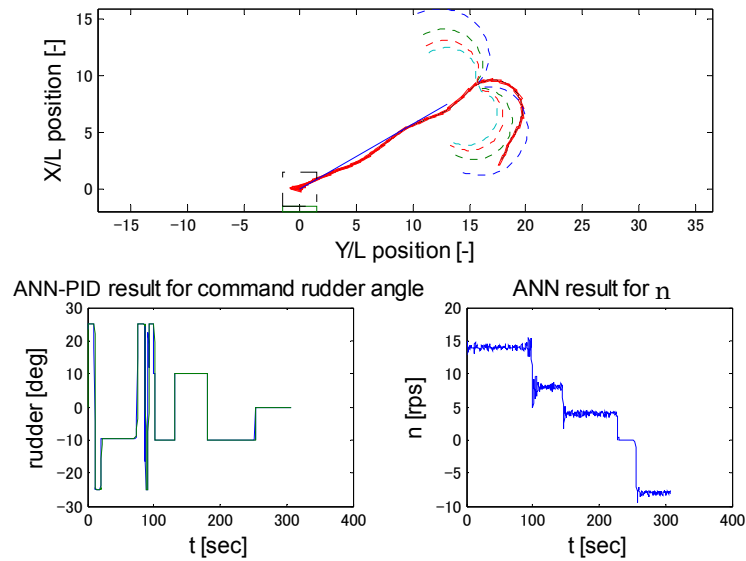 15
10
5
0
X/L position [-]
−15 −10 −5 0 5 10 15 20 25 30 35
Y/L position [-]
ANN-PID result for command rudder angle
30
20
10
0
−10
−20
−30
rudder [deg]
0 100 200 300 400
t [sec]
ANN result for n
20
15
10
5
0
−5
−10
n [rps]
0 100 200 300 400
t [sec]